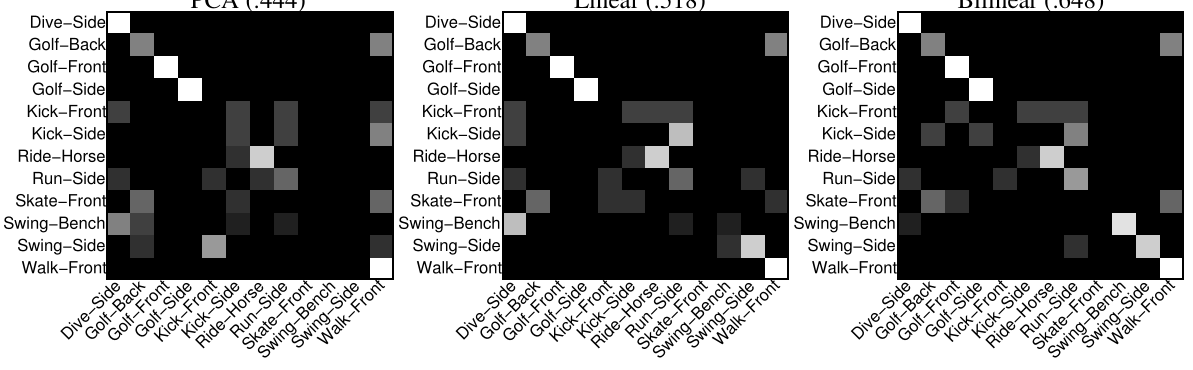 PCA (.444)
Linear (.518)
Bilinear (.648)
Dive–Side
Golf–Back
Golf–Front
Golf–Side
Kick–Front
Kick–Side
Ride–Horse
Run–Side
Skate–Front
Swing–Bench
Swing–Side
Walk–Front
Dive–Side
Golf–Back
Golf–Front
Golf–Side
Kick–Front
Kick–Side
Ride–Horse
Run–Side
Skate–Front
Swing–Bench
Swing–Side
Walk–Front
Dive–Side
Golf–Back
Golf–Front
Golf–Side
Kick–Front
Kick–Side
Ride–Horse
Run–Side
Skate–Front
Swing–Bench
Swing–Side
Walk–Front
Dive–Side
Golf–Back
Golf–Front
Golf–Side
Kick–Front
Kick–Side
Ride–Horse
Run–Side
Skate–Front
Swing–Bench
Swing–Side
Walk–Front
Dive–Side
Golf–Back
Golf–Front
Golf–Side
Kick–Front
Kick–Side
Ride–Horse
Run–Side
Skate–Front
Swing–Bench
Swing–Side
Walk–Front
Dive–Side
Golf–Back
Golf–Front
Golf–Side
Kick–Front
Kick–Side
Ride–Horse
Run–Side
Skate–Front
Swing–Bench
Swing–Side
Walk–Front